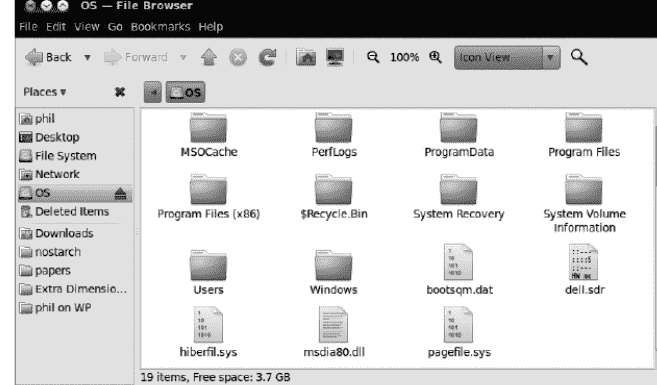 OS — File Browser
File Edit View Go Bookmarks Help
Back Forward 100% Icon View
Places OS
phil
Desktop
File System
Network
OS
Deleted Items
Downloads
nostarch
papers
Extra Dimensio...
phil on WP
MSOCache PerfLogs ProgramData Program Files
Program Files (x86) $Recycle.Bin System Recovery System Volume
Information
Users Windows bootsqm.dat dell.sdr
hiberfil.sys msdia80.dll pagefile.sys
19 items, Free space: 3.7 GB